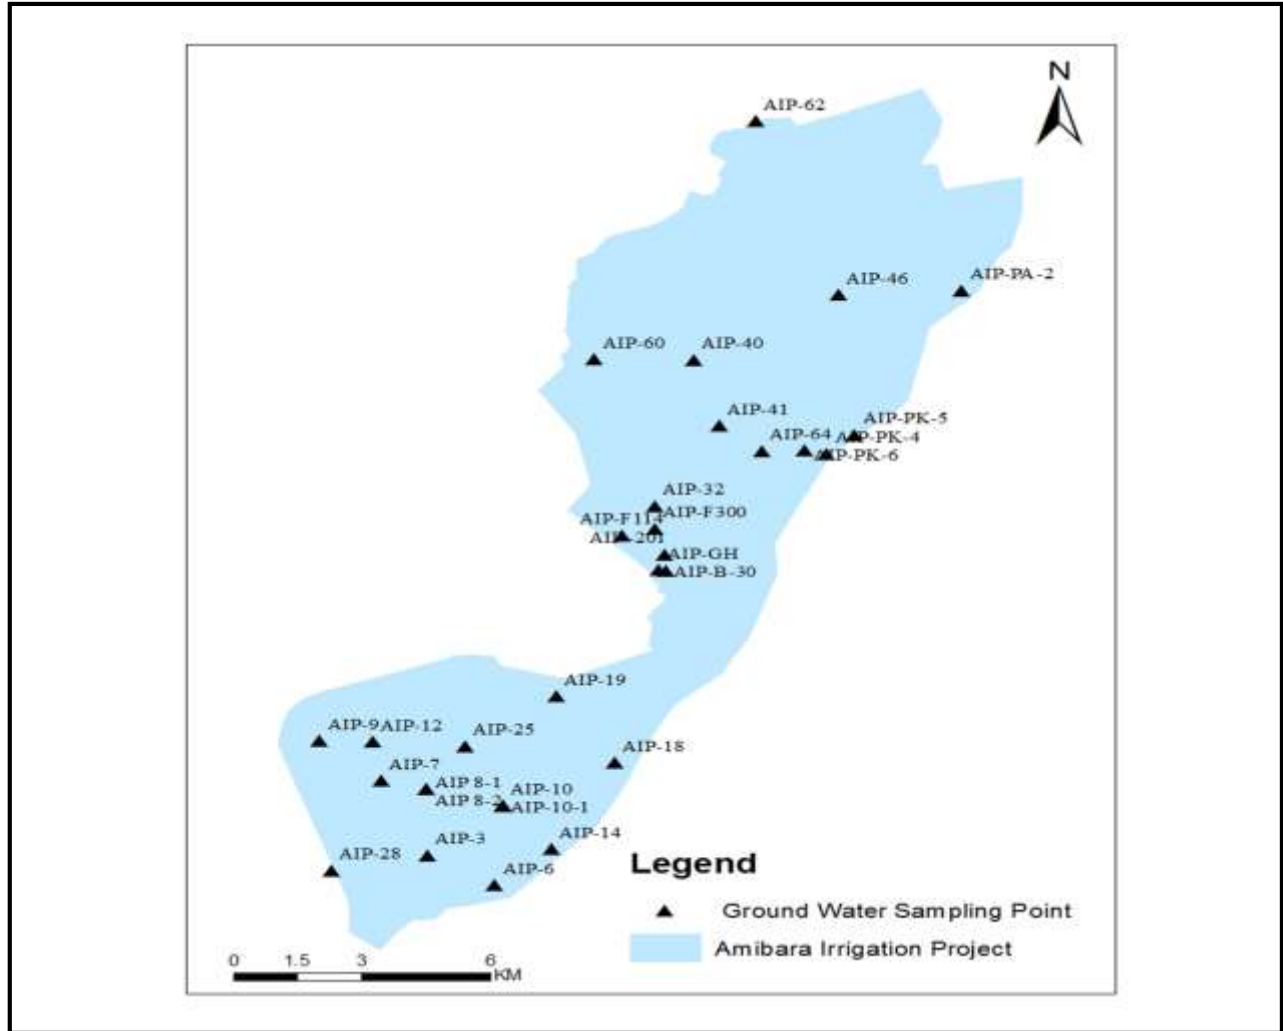 N
AIP-62
AIP-PA-2
AIP-46
AIP-60
AIP-40
AIP-41
AIP-PK-5
AIP-64
AIP-PK-4
AIP-PK-6
AIP-32
AIP-F300
AIP-F114
AIP-GH
AIP-B-30
AIP-19
AIP-9
AIP-12
AIP-25
AIP-18
AIP-7
AIP 8-1
AIP 8-2
AIP-10
AIP-10-1
AIP-14
AIP-3
AIP-28
AIP-6
Legend
Ground Water Sampling Point
Amibara Irrigation Project
0 1.5 3 6
KM